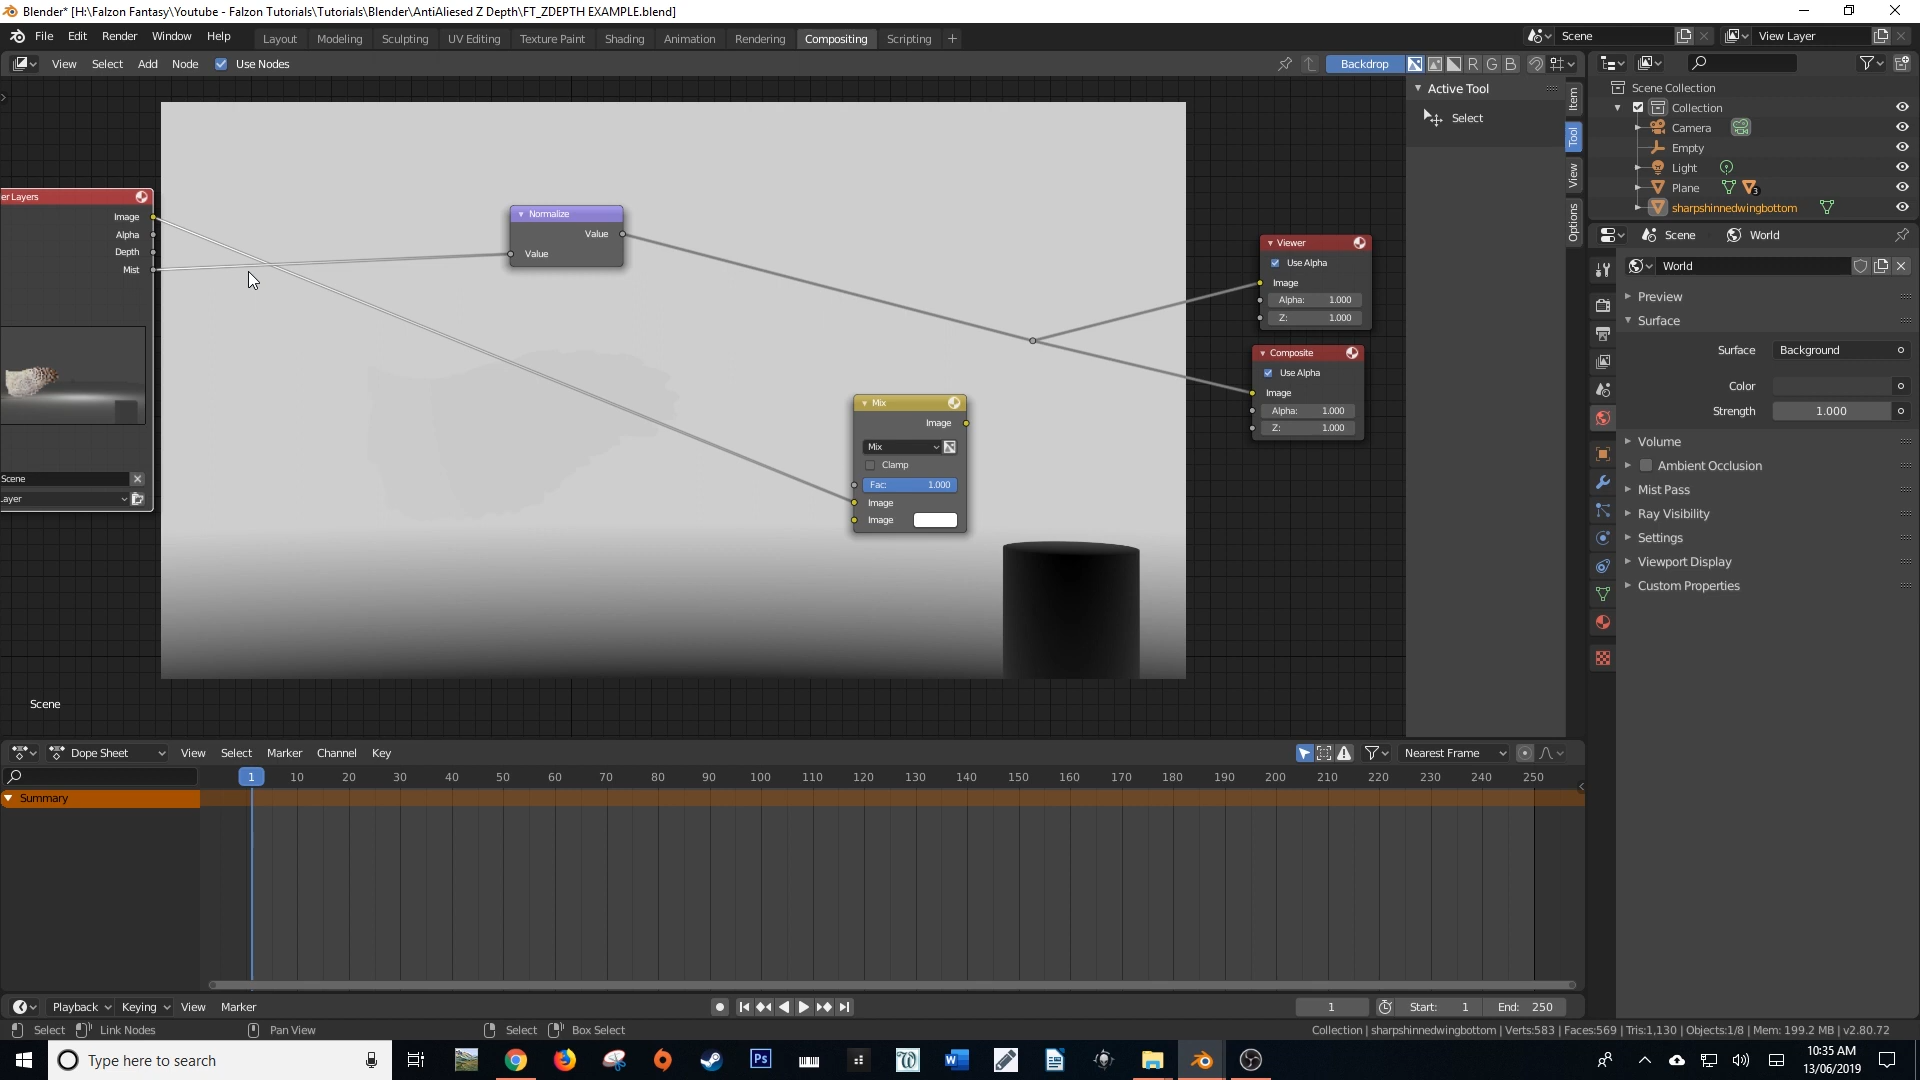 Blender* [H:\Falzon Fantasy\Youtube - Falzon Tutorials\Tutorials\Blender\AntiAliesed Z Depth\FT_ZDEPTH EXAMPLE.blend]
File Edit Render Window Help Layout Modeling Sculpting UV Editing Texture Paint Shading Animation Rendering Compositing Scripting + Scene View Layer
View Select Add Node Use Nodes Backdrop R G B
Active Tool
Select
Item
Tool
View
Options
Scene Collection
Collection
Camera
Empty
Light
Plane 3
sharpshinnedwingbottom
Scene World
World
Preview
Surface
Surface Background
Color
Strength 1.000
Volume
Ambient Occlusion
Mist Pass
Ray Visibility
Settings
Viewport Display
Custom Properties
er Layers
Image
Alpha
Depth
Mist
Scene
ayer
Normalize
Value
Value
Mix
Image
Mix
Clamp
Fac: 1.000
Image
Image
Viewer
Use Alpha
Image
Alpha: 1.000
Z: 1.000
Composite
Use Alpha
Image
Alpha: 1.000
Z: 1.000
Scene
Dope Sheet View Select Marker Channel Key Nearest Frame
1 10 20 30 40 50 60 70 80 90 100 110 120 130 140 150 160 170 180 190 200 210 220 230 240 250
Summary
Playback Keying View Marker 1 Start: 1 End: 250
Select Link Nodes Pan View Select Box Select Collection | sharpshinnedwingbottom | Verts:583 | Faces:569 | Tris:1,130 | Objects:1/8 | Mem: 199.2 MB | v2.80.72
Type here to search
Ps
10:35 AM
13/06/2019